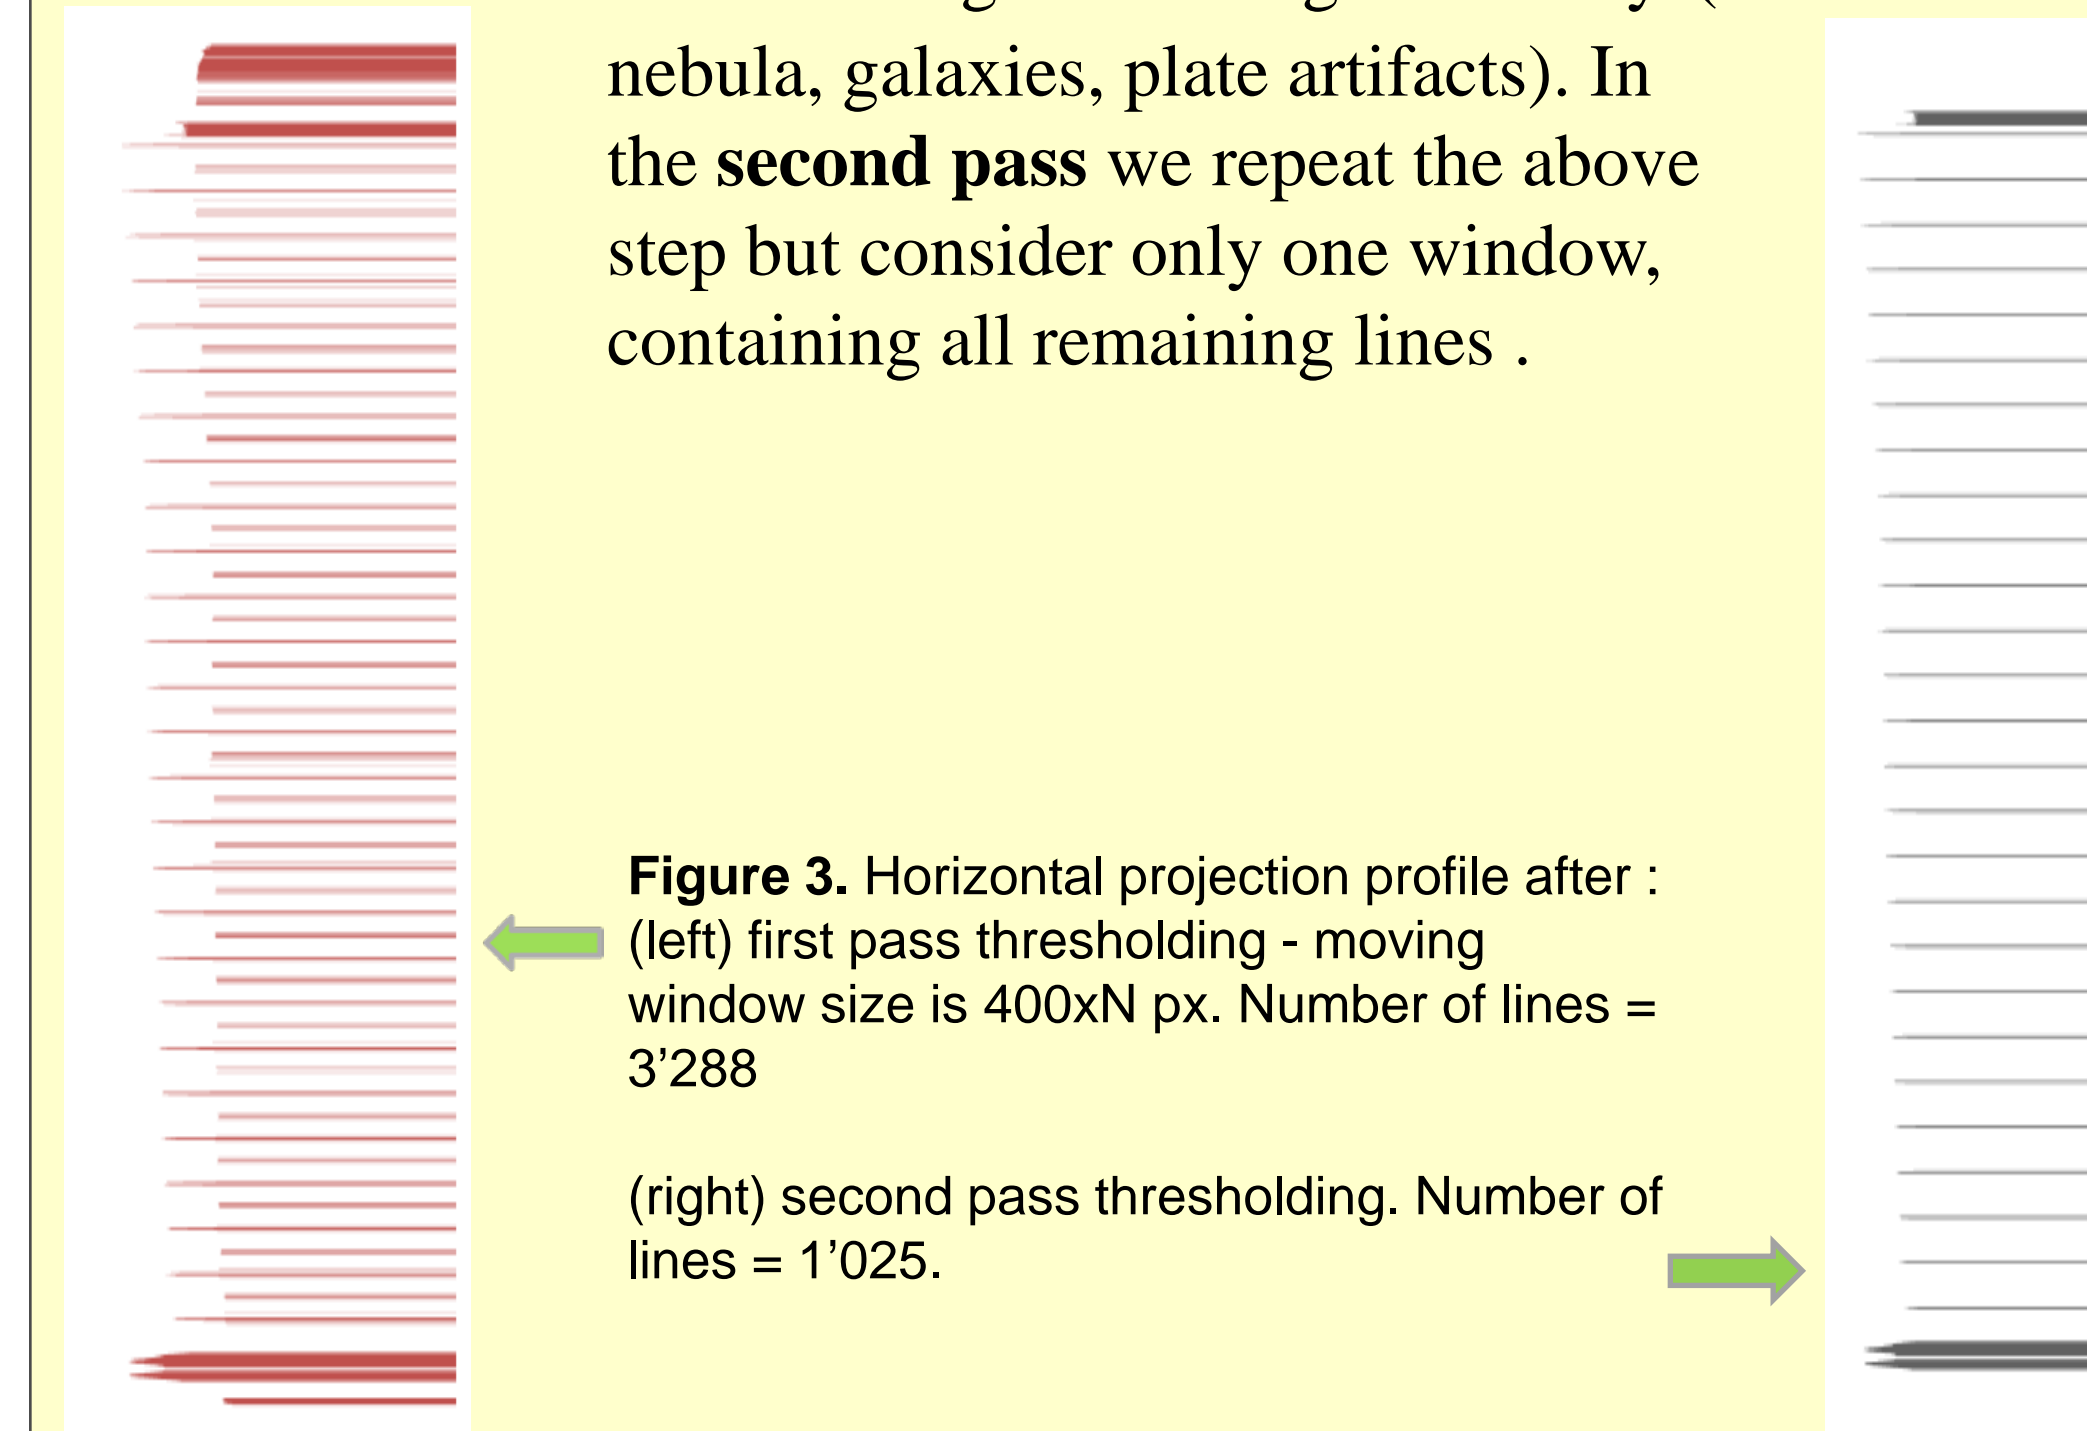 nebula, galaxies, plate artifacts). In
the second pass we repeat the above
step but consider only one window,
containing all remaining lines .
Figure 3. Horizontal projection profile after :
(left) first pass thresholding - moving
window size is 400xN px. Number of lines =
3’288
(right) second pass thresholding. Number of
lines = 1’025.